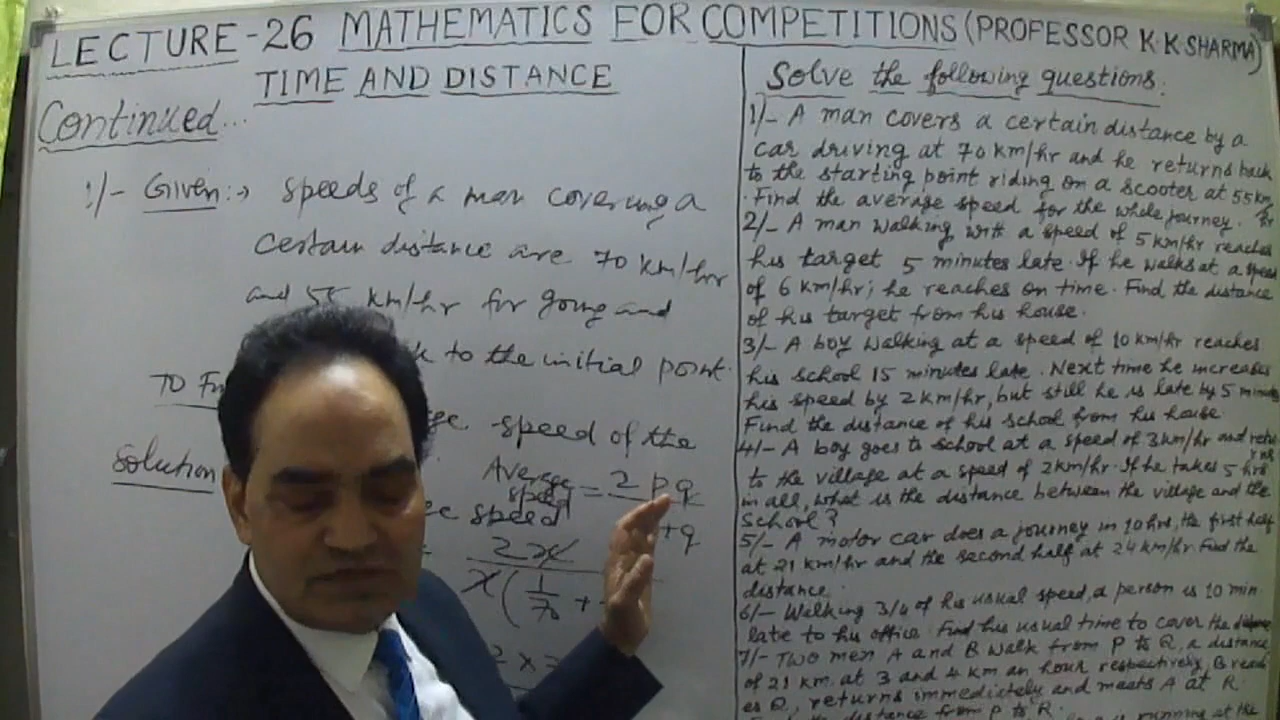 LECTURE-26 MATHEMATICS FOR COMPETITIONS (PROFESSOR K.K.SHARMA)
TIME AND DISTANCE
Continued...
1/- Given:→ speeds of a man covering a
certain distance are 70 km/hr
and 55 km/hr for going and
to the initial point.
TO
speed of the
Solution
Average speed = 2pq
+q
speed
2x
x(1/70 +
2 x
Solve the following questions:
1/- A man covers a certain distance by a
car driving at 70 km/hr and he returns back
to the starting point riding on a scooter at 55 km/hr
. Find the average speed for the whole journey.
2/- A man walking with a speed of 5 km/hr reaches
his target 5 minutes late. If he walks at a speed
of 6 km/hr; he reaches on time. Find the distance
of his target from his house.
3/- A boy walking at a speed of 10 km/hr reaches
his school 15 minutes late. Next time he increases
his speed by 2 km/hr, but still he is late by 5 minutes
Find the distance of his school from his house.
4/- A boy goes to school at a speed of 3 km/hr and returns
to the village at a speed of 2 km/hr. If he takes 5 hrs
in all, what is the distance between the village and the
school?
5/- A motor car does a journey in 10 hrs, the first half
at 21 km/hr and the second half at 24 km/hr. Find the
distance.
6/- Walking 3/4 of his usual speed, a person is 10 min
late to his office. Find his usual time to cover the distance
7/- TWO men A and B walk from P to Q, a distance
of 21 km at 3 and 4 km an hour respectively, B reaches
Q, returns immediately and meets A at R.
the distance from P to R.
is running at the